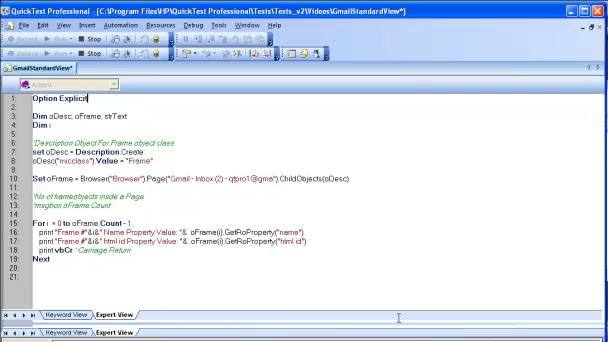 QuickTest Professional - [C:\Program Files\HP\QuickTest Professional\Tests\Tests_v2\Videos\GmailStandardView*]
File Edit View Insert Automation Resources Debug Tools Window Help
Record Run Stop
Record Run Stop
GmailStandardView*
Action1
1: Option Explicit
2:
3: Dim oDesc, oFrame, strText
4: Dim i
5:
6: 'Description Object For Frame object class
7: set oDesc = Description.Create
8: oDesc("micclass").Value = "Frame"
9:
10: Set oFrame = Browser("Browser").Page("Gmail - Inbox (2) - qtpro1@gma").ChildObjects(oDesc)
11:
12: 'No of frameobjects inside a Page
13: 'msgbox oFrame.Count
14:
15: For i = 0 to oFrame.Count - 1
16: print "Frame #"&i&" Name Property Value: "& oFrame(i).GetRoProperty("name")
17: print "Frame #"&i&" html id Property Value: "& oFrame(i).GetRoProperty("html id")
18: print vbCr 'Carriage Return
19: Next
20:
21:
Keyword View Expert View
Keyword View Expert View